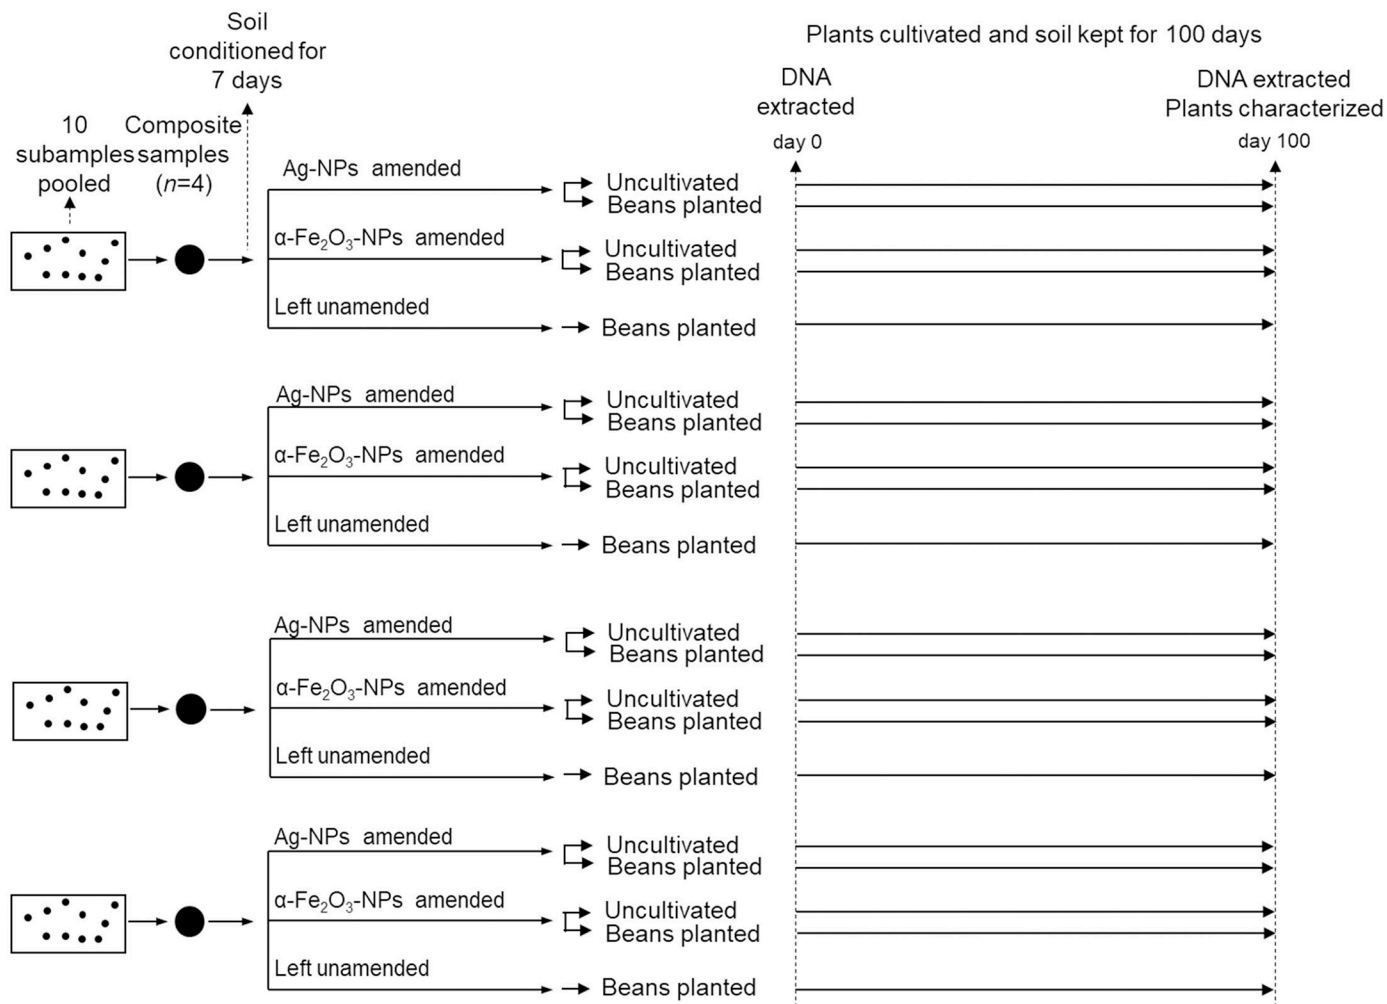 Soil
conditioned for
7 days
Plants cultivated and soil kept for 100 days
DNA
extracted
day 0
DNA extracted
Plants characterized
day 100
10
subamples
pooled
Composite
samples
(n=4)
Ag-NPs amended
Uncultivated
Beans planted
α-Fe₂O₃-NPs amended
Uncultivated
Beans planted
Left unamended
Beans planted
Ag-NPs amended
Uncultivated
Beans planted
α-Fe₂O₃-NPs amended
Uncultivated
Beans planted
Left unamended
Beans planted
Ag-NPs amended
Uncultivated
Beans planted
α-Fe₂O₃-NPs amended
Uncultivated
Beans planted
Left unamended
Beans planted
Ag-NPs amended
Uncultivated
Beans planted
α-Fe₂O₃-NPs amended
Uncultivated
Beans planted
Left unamended
Beans planted